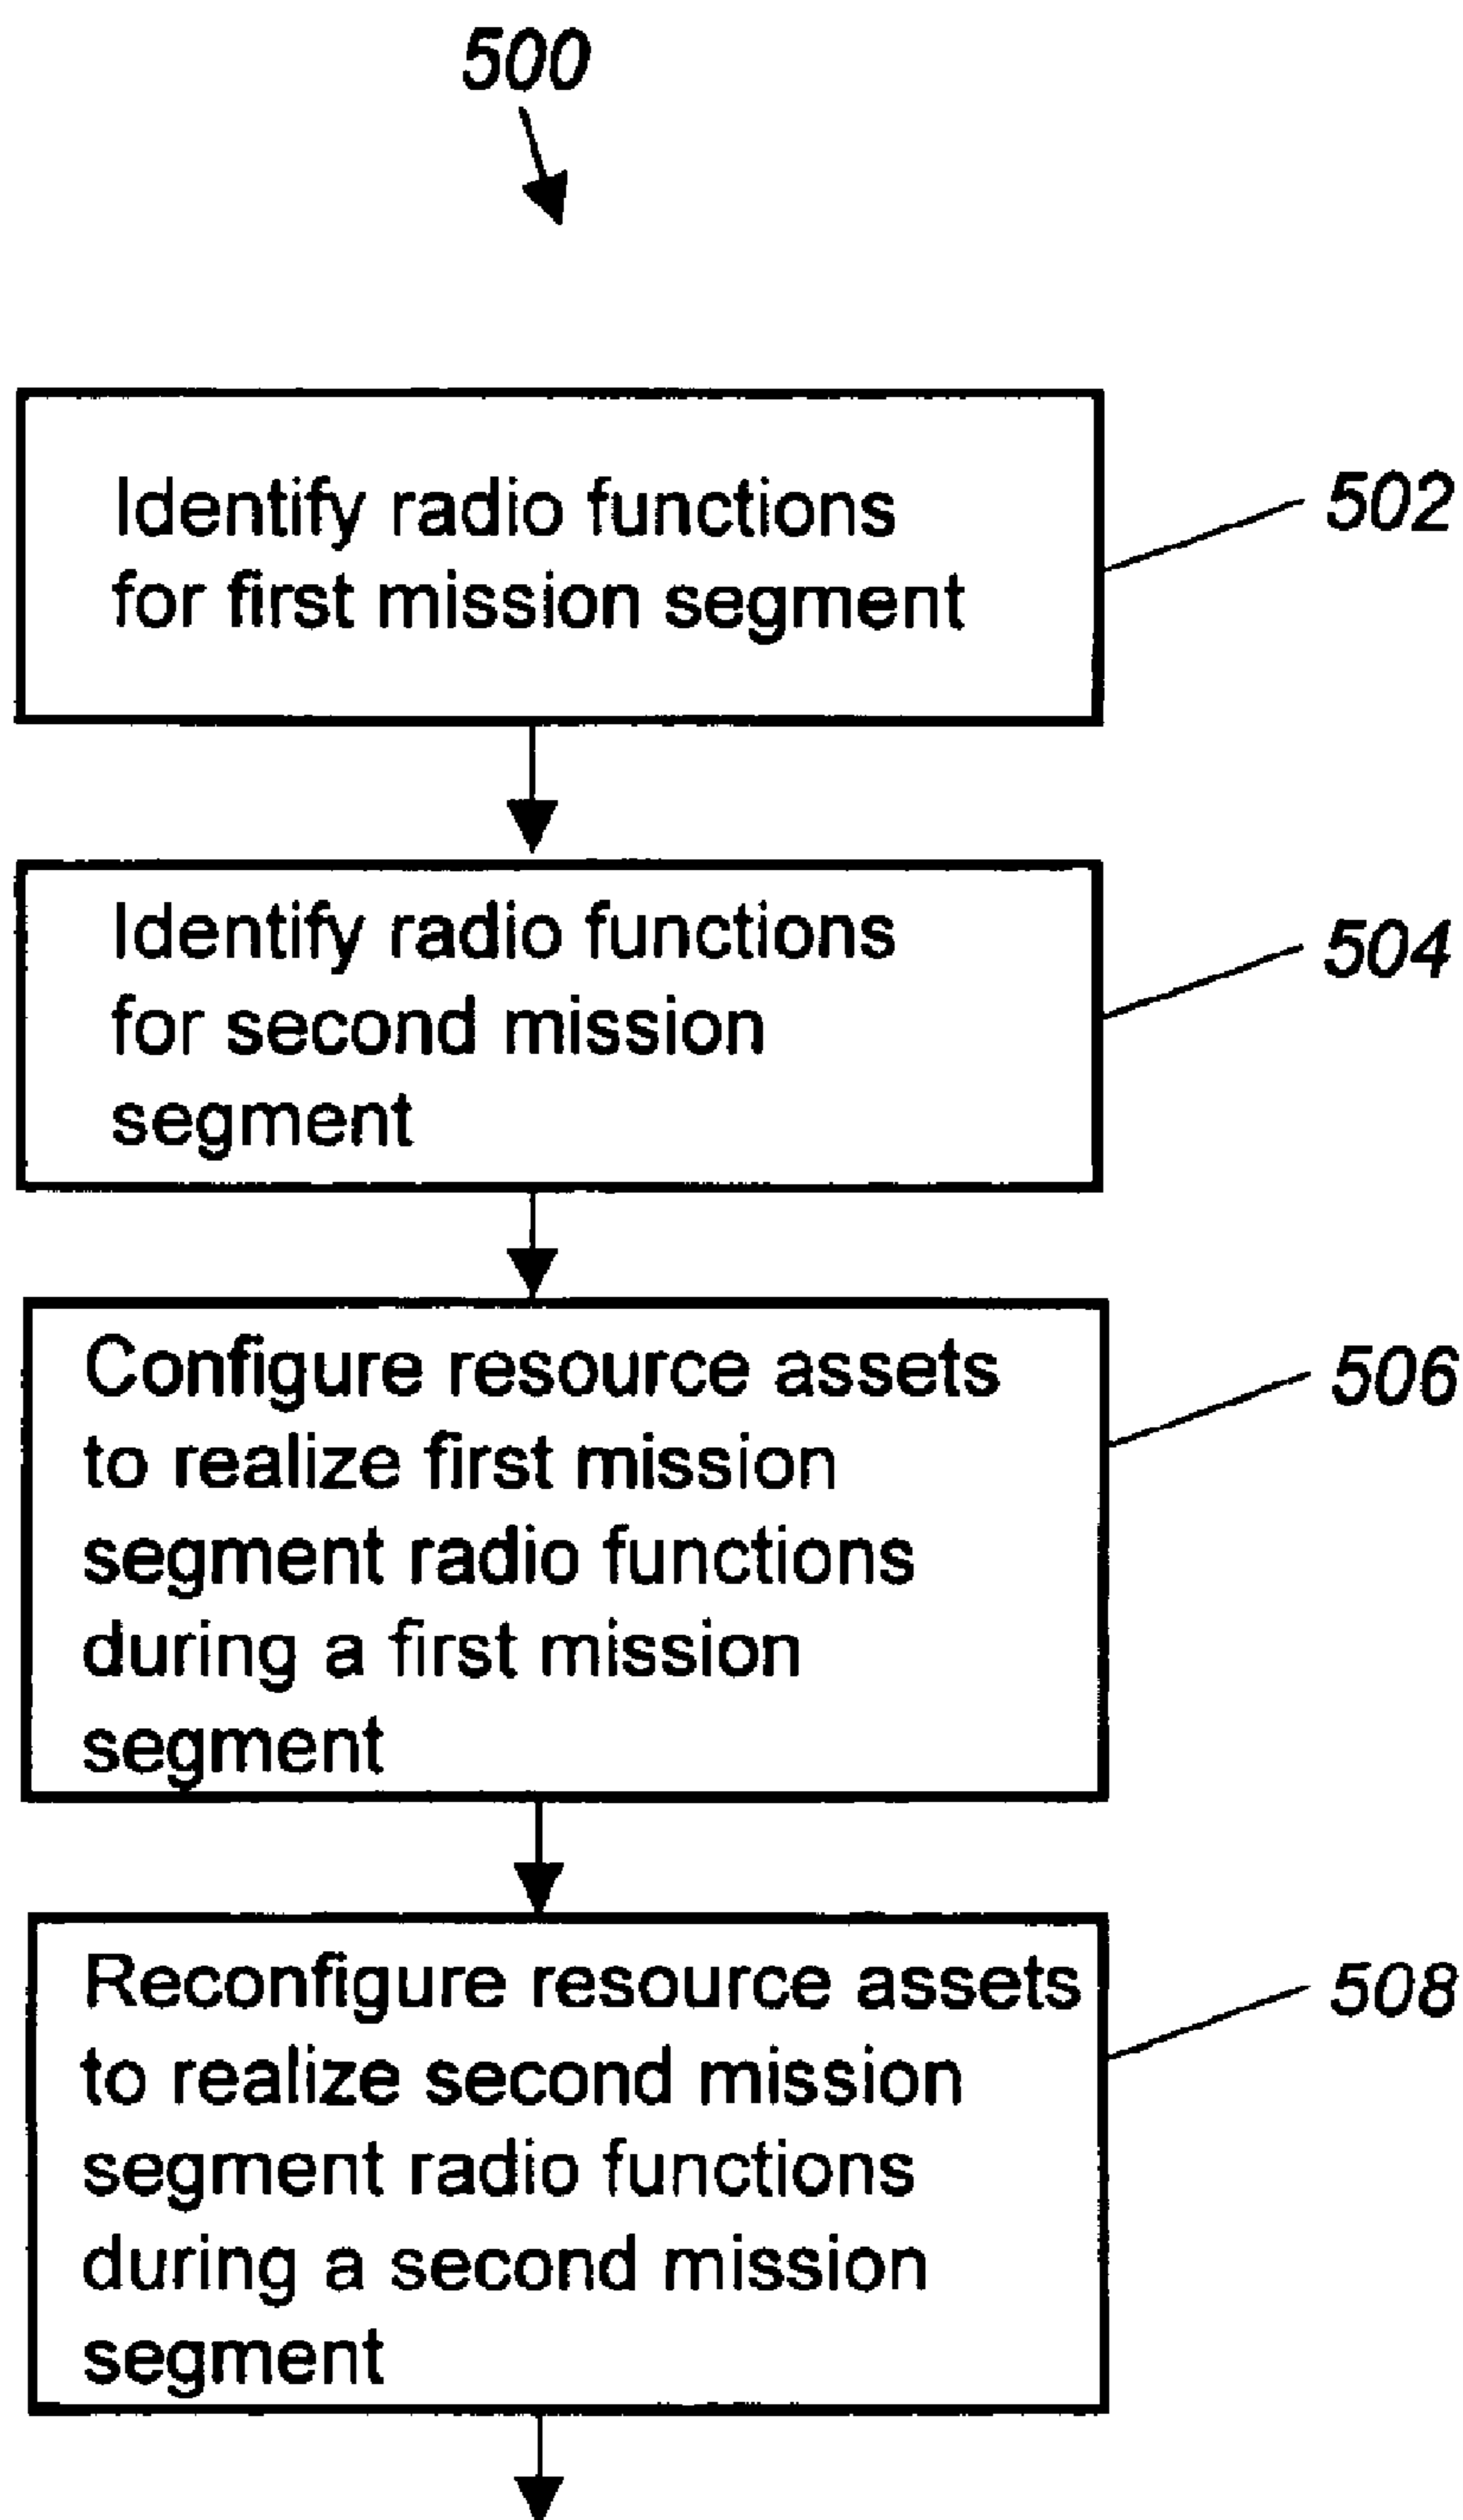 500
Identify radio functions
for first mission segment
502
Identify radio functions
for second mission
segment
504
Configure resource assets
to realize first mission
segment radio functions
during a first mission
segment
506
Reconfigure resource assets
to realize second mission
segment radio functions
during a second mission
segment
508